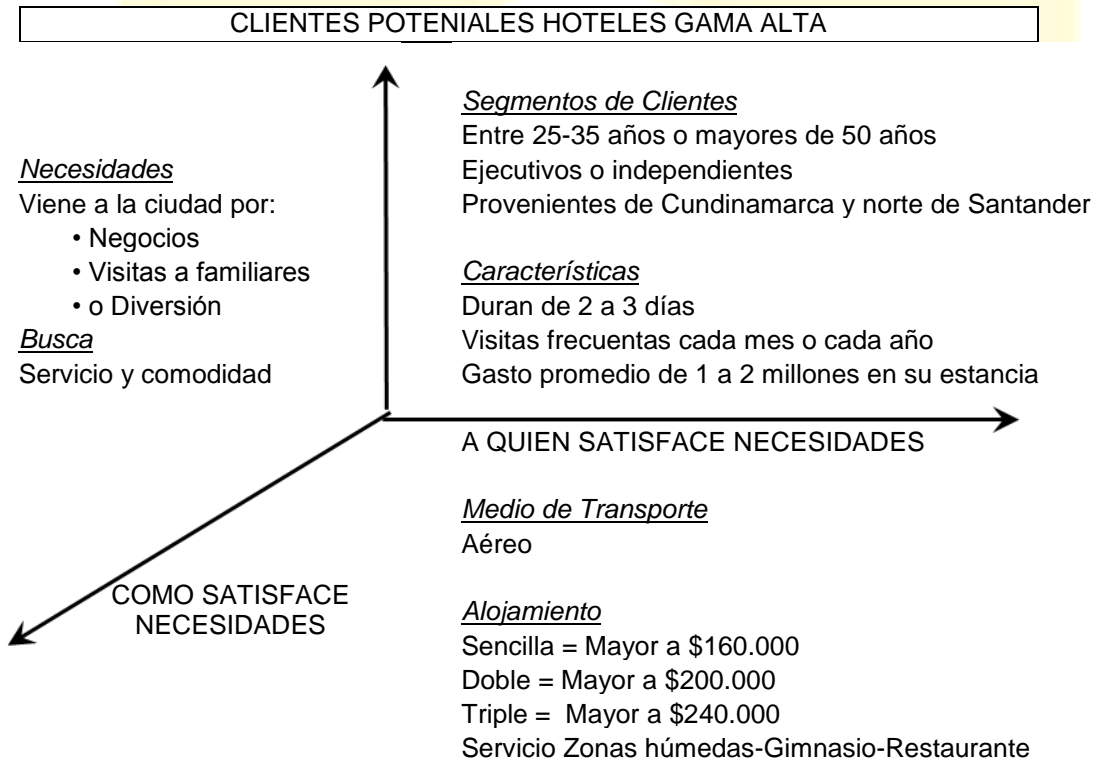 CLIENTES POTENIALES HOTELES GAMA ALTA
Necesidades
Viene a la ciudad por:
• Negocios
• Visitas a familiares
• o Diversión
Busca
Servicio y comodidad
Segmentos de Clientes
Entre 25-35 años o mayores de 50 años
Ejecutivos o independientes
Provenientes de Cundinamarca y norte de Santander
Características
Duran de 2 a 3 días
Visitas frecuentas cada mes o cada año
Gasto promedio de 1 a 2 millones en su estancia
A QUIEN SATISFACE NECESIDADES
COMO SATISFACE
NECESIDADES
Medio de Transporte
Aéreo
Alojamiento
Sencilla = Mayor a $160.000
Doble = Mayor a $200.000
Triple =  Mayor a $240.000
Servicio Zonas húmedas-Gimnasio-Restaurante